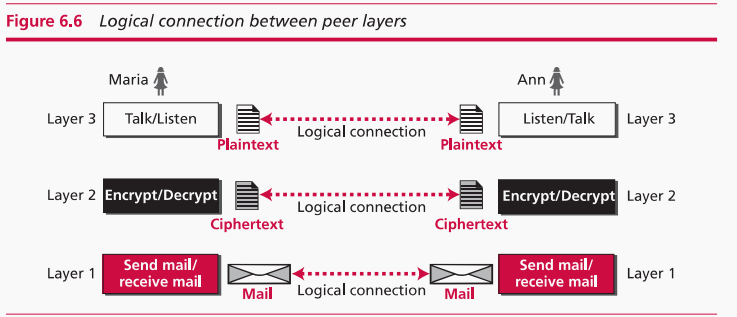 Figure 6.6 Logical connection between peer layers
Maria
Ann
Layer 3
Talk/Listen
Plaintext
Logical connection
Plaintext
Listen/Talk
Layer 3
Layer 2
Encrypt/Decrypt
Ciphertext
Logical connection
Ciphertext
Encrypt/Decrypt
Layer 2
Layer 1
Send mail/
receive mail
Mail
Logical connection
Mail
Send mail/
receive mail
Layer 1